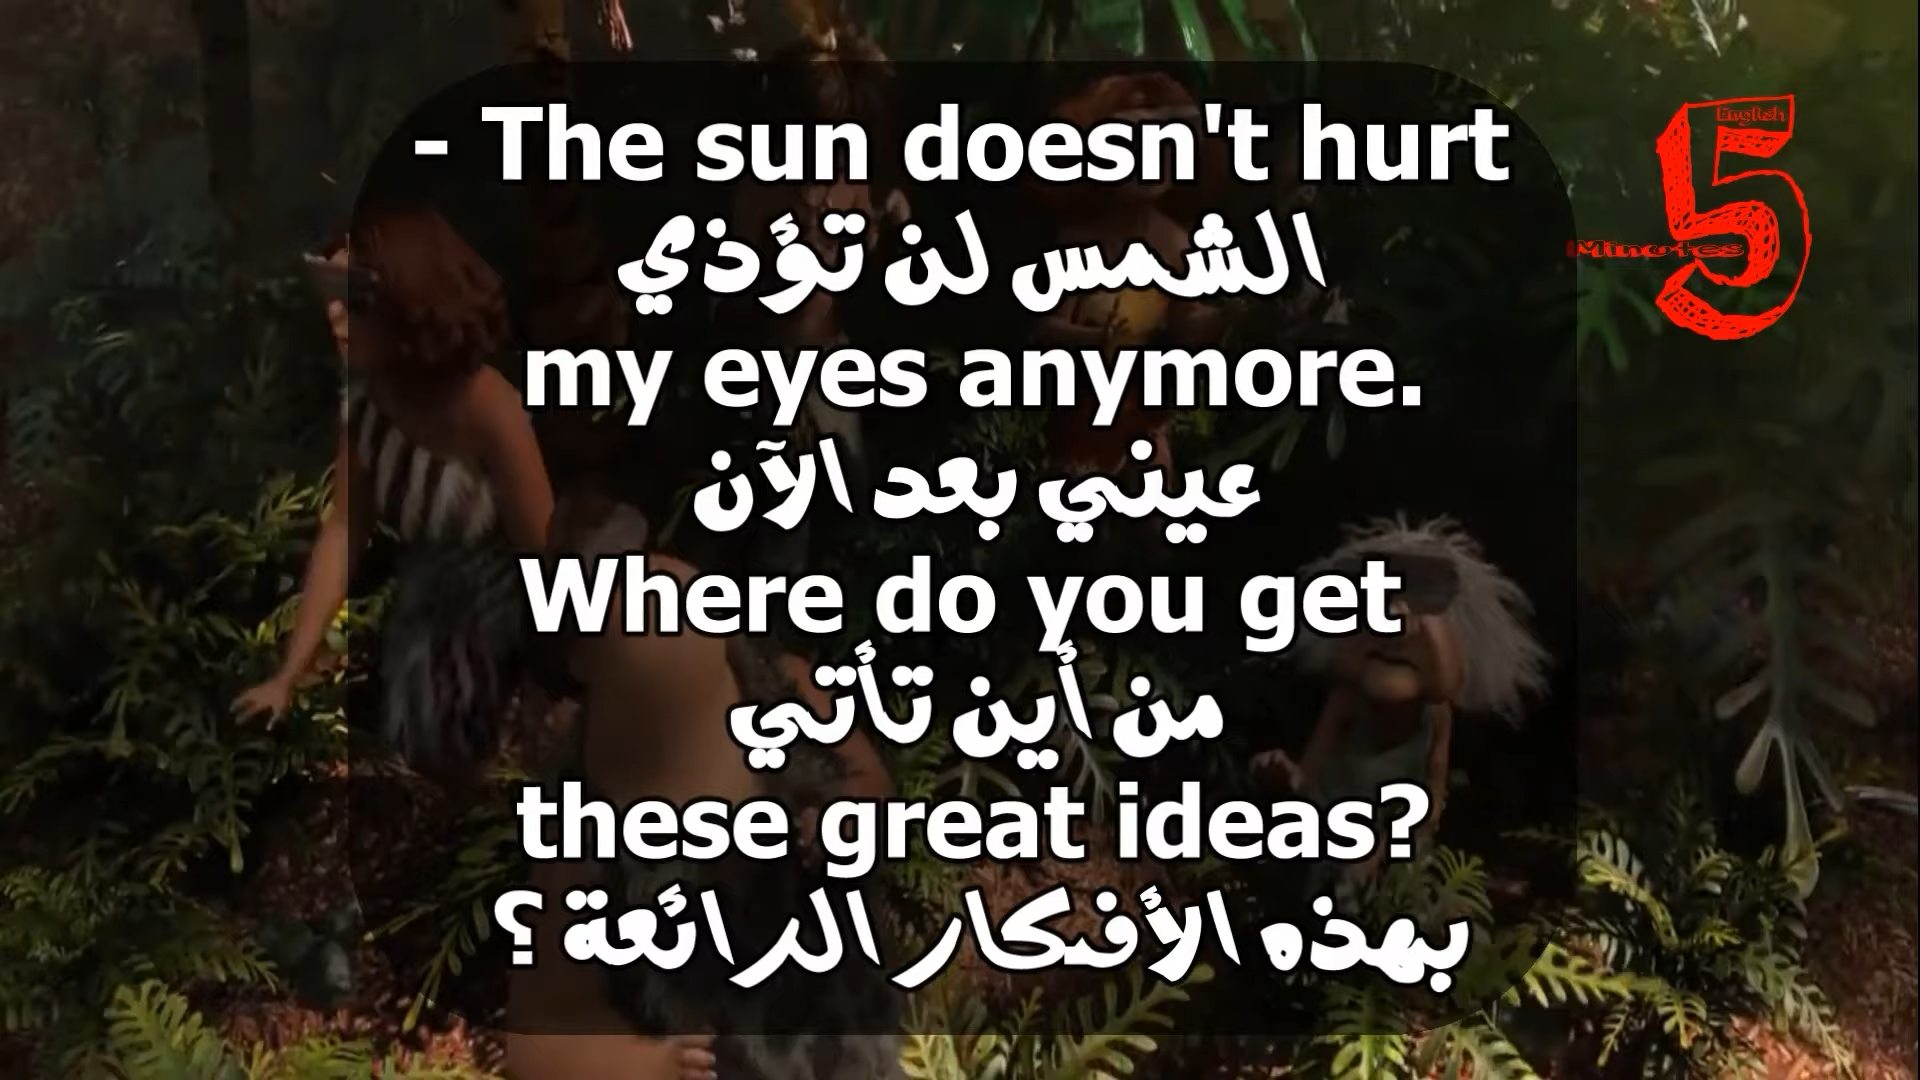 - The sun doesn't hurt
الشمس لن تؤذي
my eyes anymore.
عيني بعد الآن
Where do you get
من أين تأتي
these great ideas?
بهذه الأفكار الرائعة ؟
English
5
Minutes